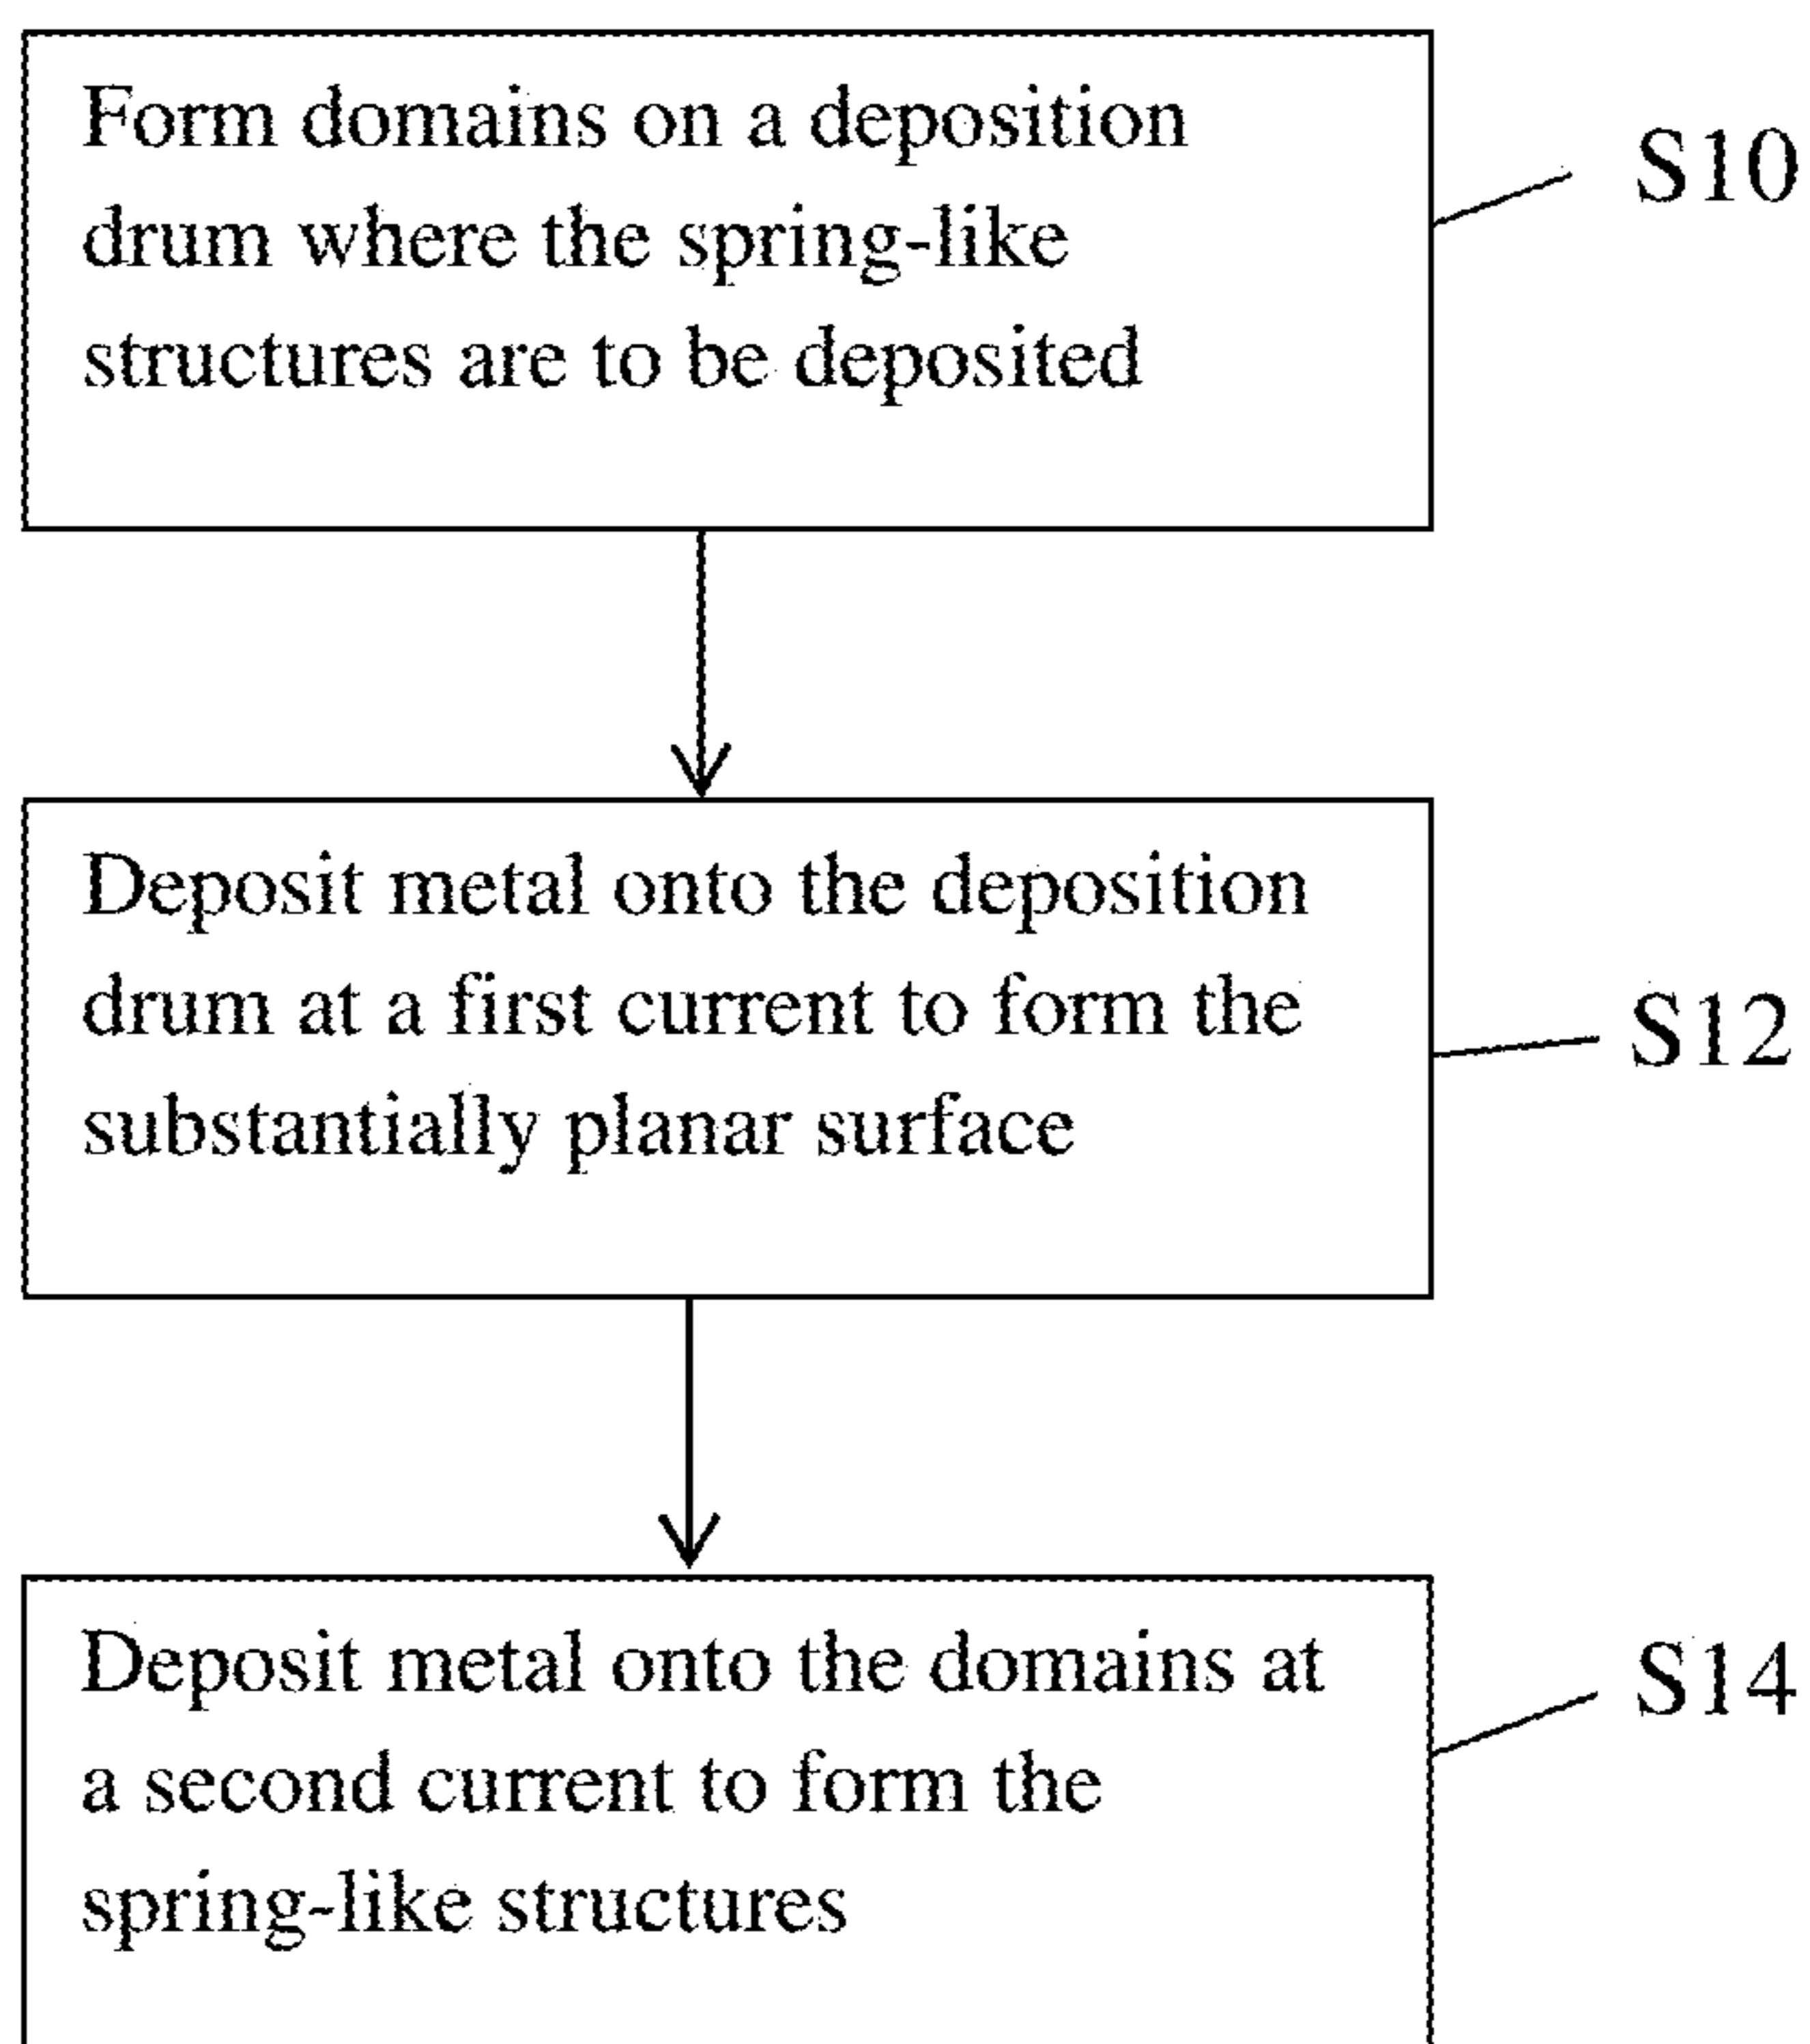 Form domains on a deposition
drum where the spring-like
structures are to be deposited
S10
Deposit metal onto the deposition
drum at a first current to form the
substantially planar surface
S12
Deposit metal onto the domains at
a second current to form the
spring-like structures
S14